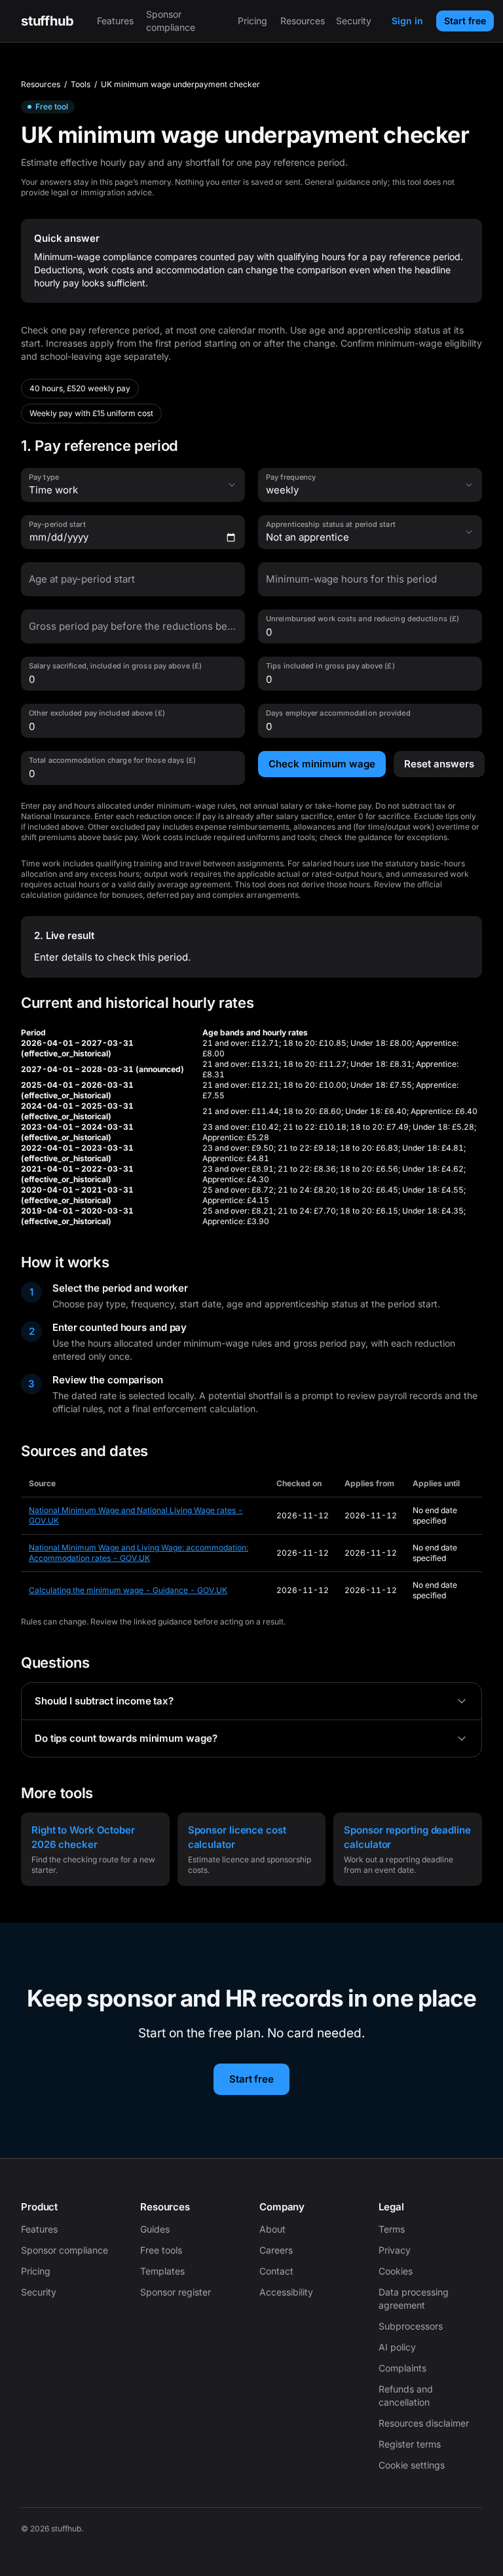 stuffhub
Features
Sponsor
compliance
Pricing
Resources
Security
Sign in
Start free
Resources / Tools / UK minimum wage underpayment checker
Free tool
UK minimum wage underpayment checker
Estimate effective hourly pay and any shortfall for one pay reference period.
Your answers stay in this page's memory. Nothing you enter is saved or sent. General guidance only; this tool does not
provide legal or immigration advice.
Quick answer
Minimum-wage compliance compares counted pay with qualifying hours for a pay reference period.
Deductions, work costs and accommodation can change the comparison even when the headline
hourly pay looks sufficient.
Check one pay reference period, at most one calendar month. Use age and apprenticeship status at its
start. Increases apply from the first period starting on or after the change. Confirm minimum-wage eligibility
and school-leaving age separately.
40 hours, £520 weekly pay
Weekly pay with £15 uniform cost
1. Pay reference period
Pay type
Time work
Pay frequency
weekly
Pay-period start
mm/dd/yyyy
Apprenticeship status at period start
Not an apprentice
Age at pay-period start
Minimum-wage hours for this period
Gross period pay before the reductions be...
Unreimbursed work costs and reducing deductions (£)
0
Salary sacrificed, included in gross pay above (£)
0
Tips included in gross pay above (£)
0
Other excluded pay included above (£)
0
Days employer accommodation provided
0
Total accommodation charge for those days (£)
0
Check minimum wage
Reset answers
Enter pay and hours allocated under minimum-wage rules, not annual salary or take-home pay. Do not subtract tax or
National Insurance. Enter each reduction once: if pay is already after salary sacrifice, enter 0 for sacrifice. Exclude tips only
if included above. Other excluded pay includes expense reimbursements, allowances and (for time/output work) overtime or
shift premiums above basic pay. Work costs include required uniforms and tools; check the guidance for exceptions.
Time work includes qualifying training and travel between assignments. For salaried hours use the statutory basic-hours
allocation and any excess hours; output work requires the applicable actual or rated-output hours, and unmeasured work
requires actual hours or a valid daily average agreement. This tool does not derive those hours. Review the official
calculation guidance for bonuses, deferred pay and complex arrangements.
2. Live result
Enter details to check this period.
Current and historical hourly rates
Period
Age bands and hourly rates
2026-04-01 – 2027-03-31
(effective_or_historical)
21 and over: £12.71; 18 to 20: £10.85; Under 18: £8.00; Apprentice:
£8.00
2027-04-01 – 2028-03-31 (announced)
21 and over: £13.21; 18 to 20: £11.27; Under 18: £8.31; Apprentice:
£8.31
2025-04-01 – 2026-03-31
(effective_or_historical)
21 and over: £12.21; 18 to 20: £10.00; Under 18: £7.55; Apprentice:
£7.55
2024-04-01 – 2025-03-31
(effective_or_historical)
21 and over: £11.44; 18 to 20: £8.60; Under 18: £6.40; Apprentice: £6.40
2023-04-01 – 2024-03-31
(effective_or_historical)
23 and over: £10.42; 21 to 22: £10.18; 18 to 20: £7.49; Under 18: £5.28;
Apprentice: £5.28
2022-04-01 – 2023-03-31
(effective_or_historical)
23 and over: £9.50; 21 to 22: £9.18; 18 to 20: £6.83; Under 18: £4.81;
Apprentice: £4.81
2021-04-01 – 2022-03-31
(effective_or_historical)
23 and over: £8.91; 21 to 22: £8.36; 18 to 20: £6.56; Under 18: £4.62;
Apprentice: £4.30
2020-04-01 – 2021-03-31
(effective_or_historical)
25 and over: £8.72; 21 to 24: £8.20; 18 to 20: £6.45; Under 18: £4.55;
Apprentice: £4.15
2019-04-01 – 2020-03-31
(effective_or_historical)
25 and over: £8.21; 21 to 24: £7.70; 18 to 20: £6.15; Under 18: £4.35;
Apprentice: £3.90
How it works
1
Select the period and worker
Choose pay type, frequency, start date, age and apprenticeship status at the period start.
2
Enter counted hours and pay
Use the hours allocated under minimum-wage rules and gross period pay, with each reduction
entered only once.
3
Review the comparison
The dated rate is selected locally. A potential shortfall is a prompt to review payroll records and the
official rules, not a final enforcement calculation.
Sources and dates
Source
Checked on
Applies from
Applies until
National Minimum Wage and National Living Wage rates -
GOV.UK
2026-11-12
2026-11-12
No end date
specified
National Minimum Wage and Living Wage: accommodation:
Accommodation rates - GOV.UK
2026-11-12
2026-11-12
No end date
specified
Calculating the minimum wage - Guidance - GOV.UK
2026-11-12
2026-11-12
No end date
specified
Rules can change. Review the linked guidance before acting on a result.
Questions
Should I subtract income tax?
Do tips count towards minimum wage?
More tools
Right to Work October
2026 checker
Find the checking route for a new
starter.
Sponsor licence cost
calculator
Estimate licence and sponsorship
costs.
Sponsor reporting deadline
calculator
Work out a reporting deadline
from an event date.
Keep sponsor and HR records in one place
Start on the free plan. No card needed.
Start free
Product
Features
Sponsor compliance
Pricing
Security
Resources
Guides
Free tools
Templates
Sponsor register
Company
About
Careers
Contact
Accessibility
Legal
Terms
Privacy
Cookies
Data processing
agreement
Subprocessors
AI policy
Complaints
Refunds and
cancellation
Resources disclaimer
Register terms
Cookie settings
© 2026 stuffhub.